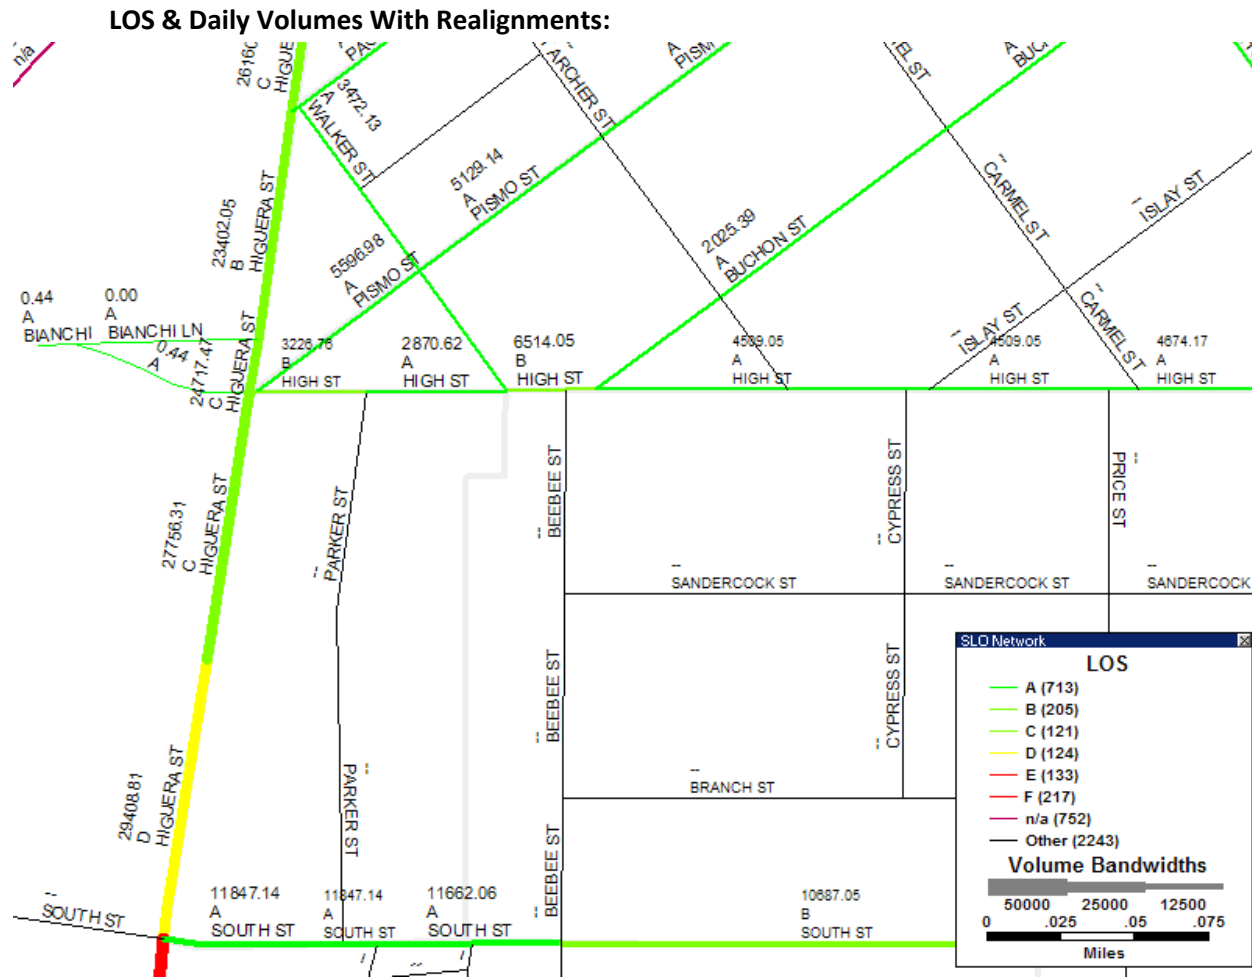 LOS & Daily Volumes With Realignments:
n/a
26160
C
HIGUE
PAC
3472.13
A
WALKER ST
ARCHER ST
A
PISM
EL ST
A
BUCH
5129.14
A
PISMO ST
--
CARMEL ST
--
ISLAY ST
23402.05
B
HIGUERA ST
5596.98
A
PISMO ST
2025.39
A
BUCHON ST
0.44
A
BIANCHI
0.00
A
BIANCHI LN
0.44
A
24717.47
C
HIGUERA ST
3226.76
B
HIGH ST
2870.62
A
HIGH ST
6514.05
B
HIGH ST
A
HIGH ST
--
ISLAY ST
4509.05
A
HIGH ST
CARMEL ST
4674.17
A
HIGH ST
27756.31
C
HIGUERA ST
--
PARKER ST
--
BEEBEE ST
--
CYPRESS ST
--
PRICE ST
--
SANDERCOCK ST
--
SANDERCOCK ST
--
SANDERCOCK
29408.81
D
HIGUERA ST
--
PARKER ST
--
BEEBEE ST
--
CYPRESS ST
--
BRANCH ST
--
SOUTH ST
11847.14
A
SOUTH ST
11847.14
A
SOUTH ST
11662.06
A
SOUTH ST
--
BEEBEE ST
10687.05
B
SOUTH ST
--
SLO Network
LOS
A (713)
B (205)
C (121)
D (124)
E (133)
F (217)
n/a (752)
Other (2243)
Volume Bandwidths
50000 25000 12500
0 .025 .05 .075
Miles